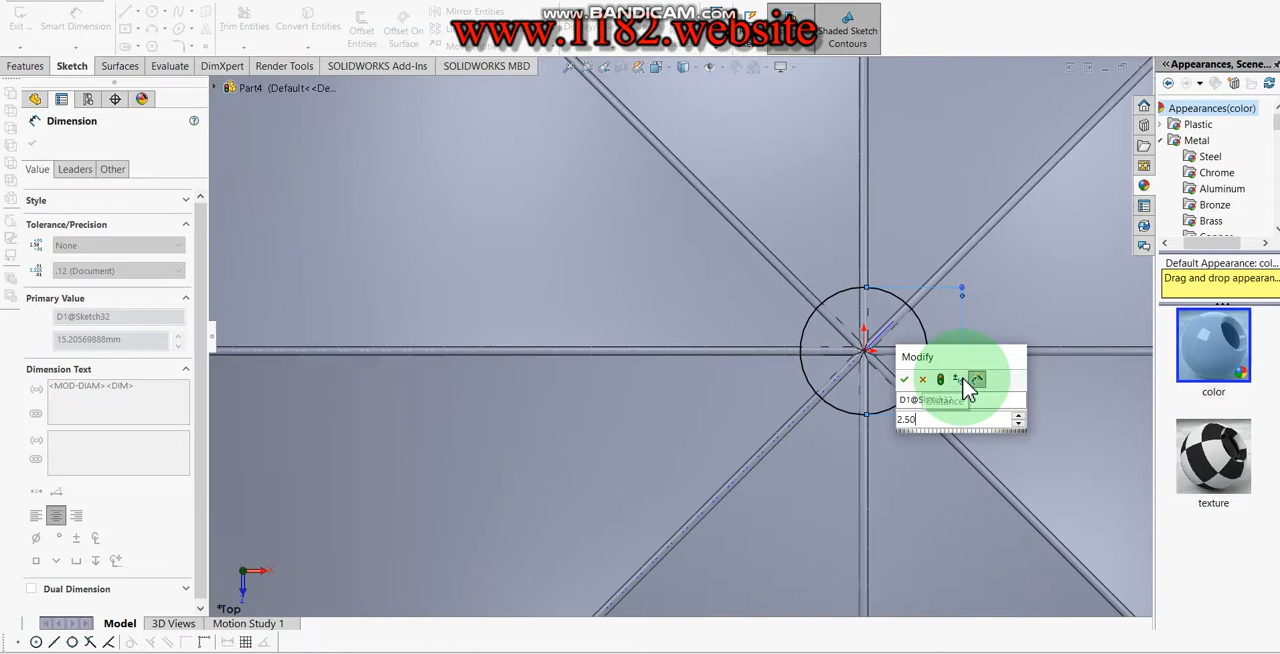 www.BANDICAM.com
www.1182.website
Exit ...
Smart Dimension
Trim Entities
Convert Entities
Offset Entities
Offset On Surface
Mirror Entities
Shaded Sketch Contours
Features
Sketch
Surfaces
Evaluate
DimXpert
Render Tools
SOLIDWORKS Add-Ins
SOLIDWORKS MBD
Part4 (Default<<De...
Dimension
Value
Leaders
Other
Style
Tolerance/Precision
None
.12 (Document)
Primary Value
D1@Sketch32
15.20569888mm
Dimension Text
<MOD-DIAM><DIM>
Dual Dimension
Modify
D1@Sketch32
Distance
2.50
*Top
Model
3D Views
Motion Study 1
Appearances, Scene...
Appearances(color)
Plastic
Metal
Steel
Chrome
Aluminum
Bronze
Brass
Default Appearance: col...
Drag and drop appearan...
color
texture